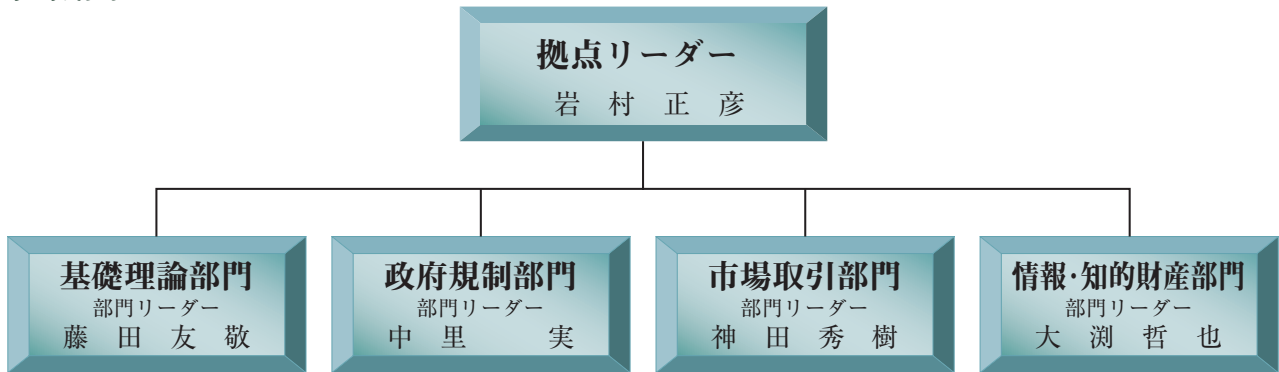 拠点リーダー
岩村正彦
基礎理論部門
部門リーダー
藤田友敬
政府規制部門
部門リーダー
中里 実
市場取引部門
部門リーダー
神田秀樹
情報・知的財産部門
部門リーダー
大渕哲也